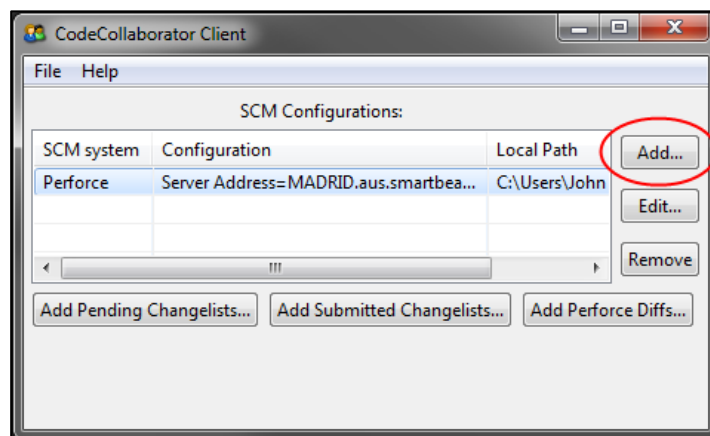 CodeCollaborator Client
File Help
SCM Configurations:
SCM system Configuration Local Path
Add...
Perforce Server Address=MADRID.aus.smartbea... C:\Users\John
Edit...
Remove
Add Pending Changelists... Add Submitted Changelists... Add Perforce Diffs...